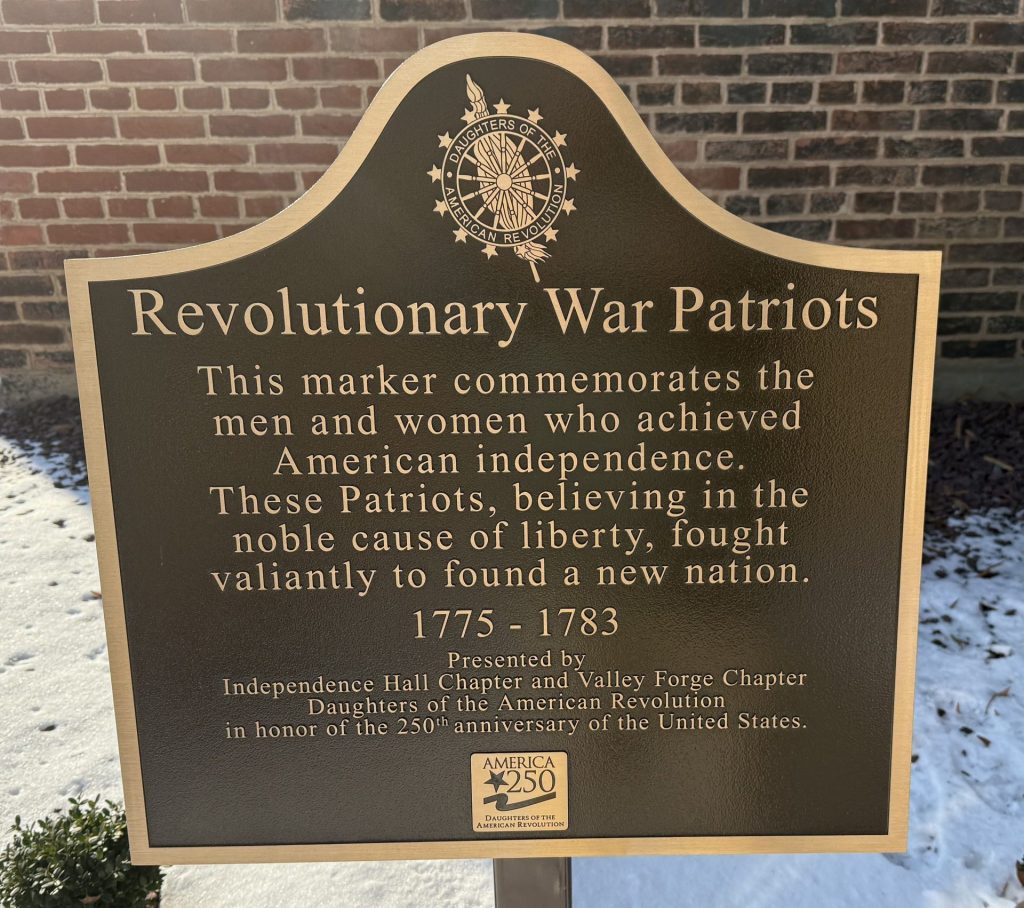 DAUGHTERS OF THE
AMERICAN REVOLUTION
Revolutionary War Patriots
This marker commemorates the
men and women who achieved
American independence.
These Patriots, believing in the
noble cause of liberty, fought
valiantly to found a new nation.
1775 - 1783
Presented by
Independence Hall Chapter and Valley Forge Chapter
Daughters of the American Revolution
in honor of the 250th anniversary of the United States.
AMERICA
250
DAUGHTERS OF THE
AMERICAN REVOLUTION